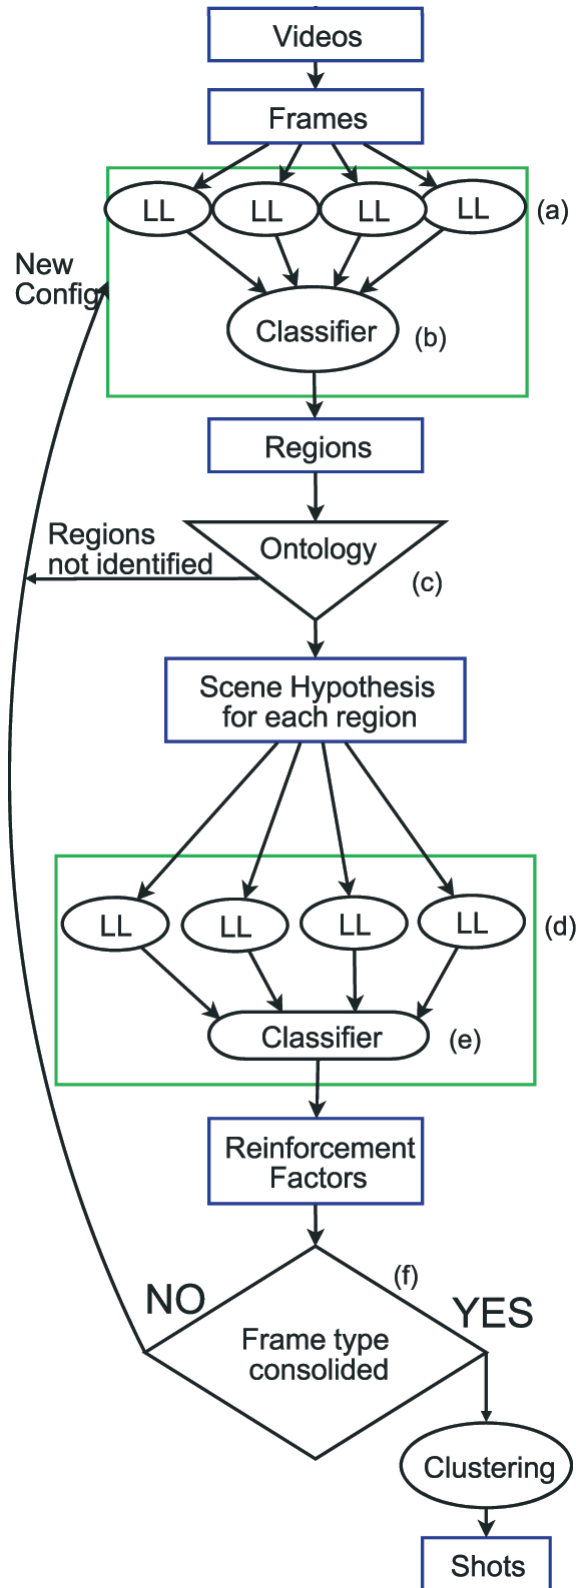 Videos
Frames
LL LL LL LL (a)
New
Config
Classifier (b)
Regions
Regions
not identified
Ontology
(c)
Scene Hypothesis
for each region
LL LL LL LL (d)
Classifier (e)
Reinforcement
Factors
(f)
NO YES
Frame type
consolided
Clustering
Shots